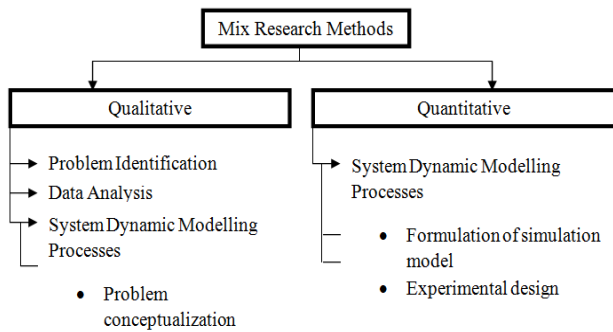 Mix Research Methods
Qualitative
Problem Identification
Data Analysis
System Dynamic Modelling
Processes
• Problem
conceptualization
Quantitative
System Dynamic Modelling
Processes
• Formulation of simulation
model
• Experimental design